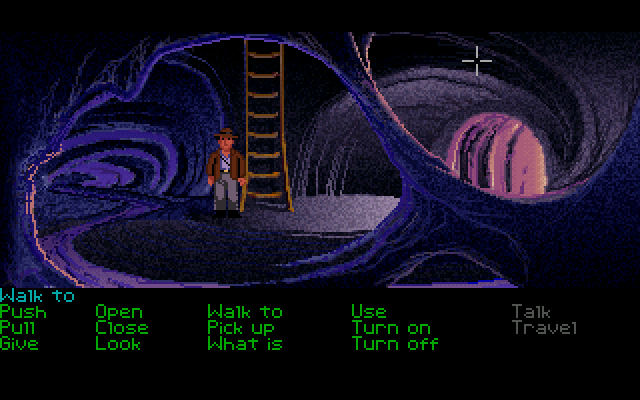 Walk to
Push Open Walk to Use Talk
Pull Close Pick up Turn on Travel
Give Look What is Turn off